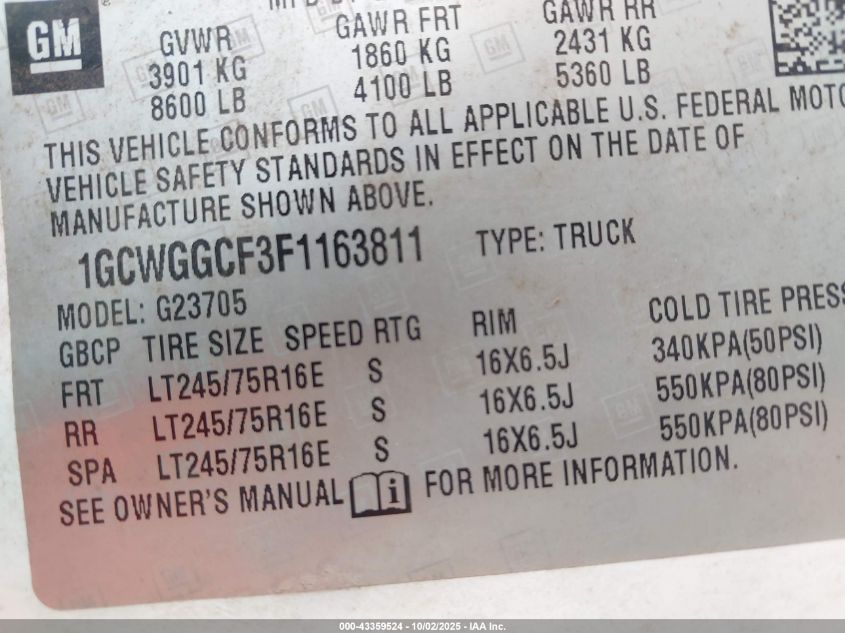 GM
GVWR GAWR FRT GAWR RR
3901 KG 1860 KG 2431 KG
8600 LB 4100 LB 5360 LB
THIS VEHICLE CONFORMS TO ALL APPLICABLE U.S. FEDERAL MOTO
VEHICLE SAFETY STANDARDS IN EFFECT ON THE DATE OF
MANUFACTURE SHOWN ABOVE.
1GCWGGCF3F1163811 TYPE: TRUCK
MODEL: G23705
GBCP TIRE SIZE SPEED RTG RIM COLD TIRE PRESS
FRT LT245/75R16E S 16X6.5J 340KPA(50PSI)
RR LT245/75R16E S 16X6.5J 550KPA(80PSI)
SPA LT245/75R16E S 16X6.5J 550KPA(80PSI)
SEE OWNER'S MANUAL i FOR MORE INFORMATION.
000-43359524 - 10/02/2025 - IAA Inc.